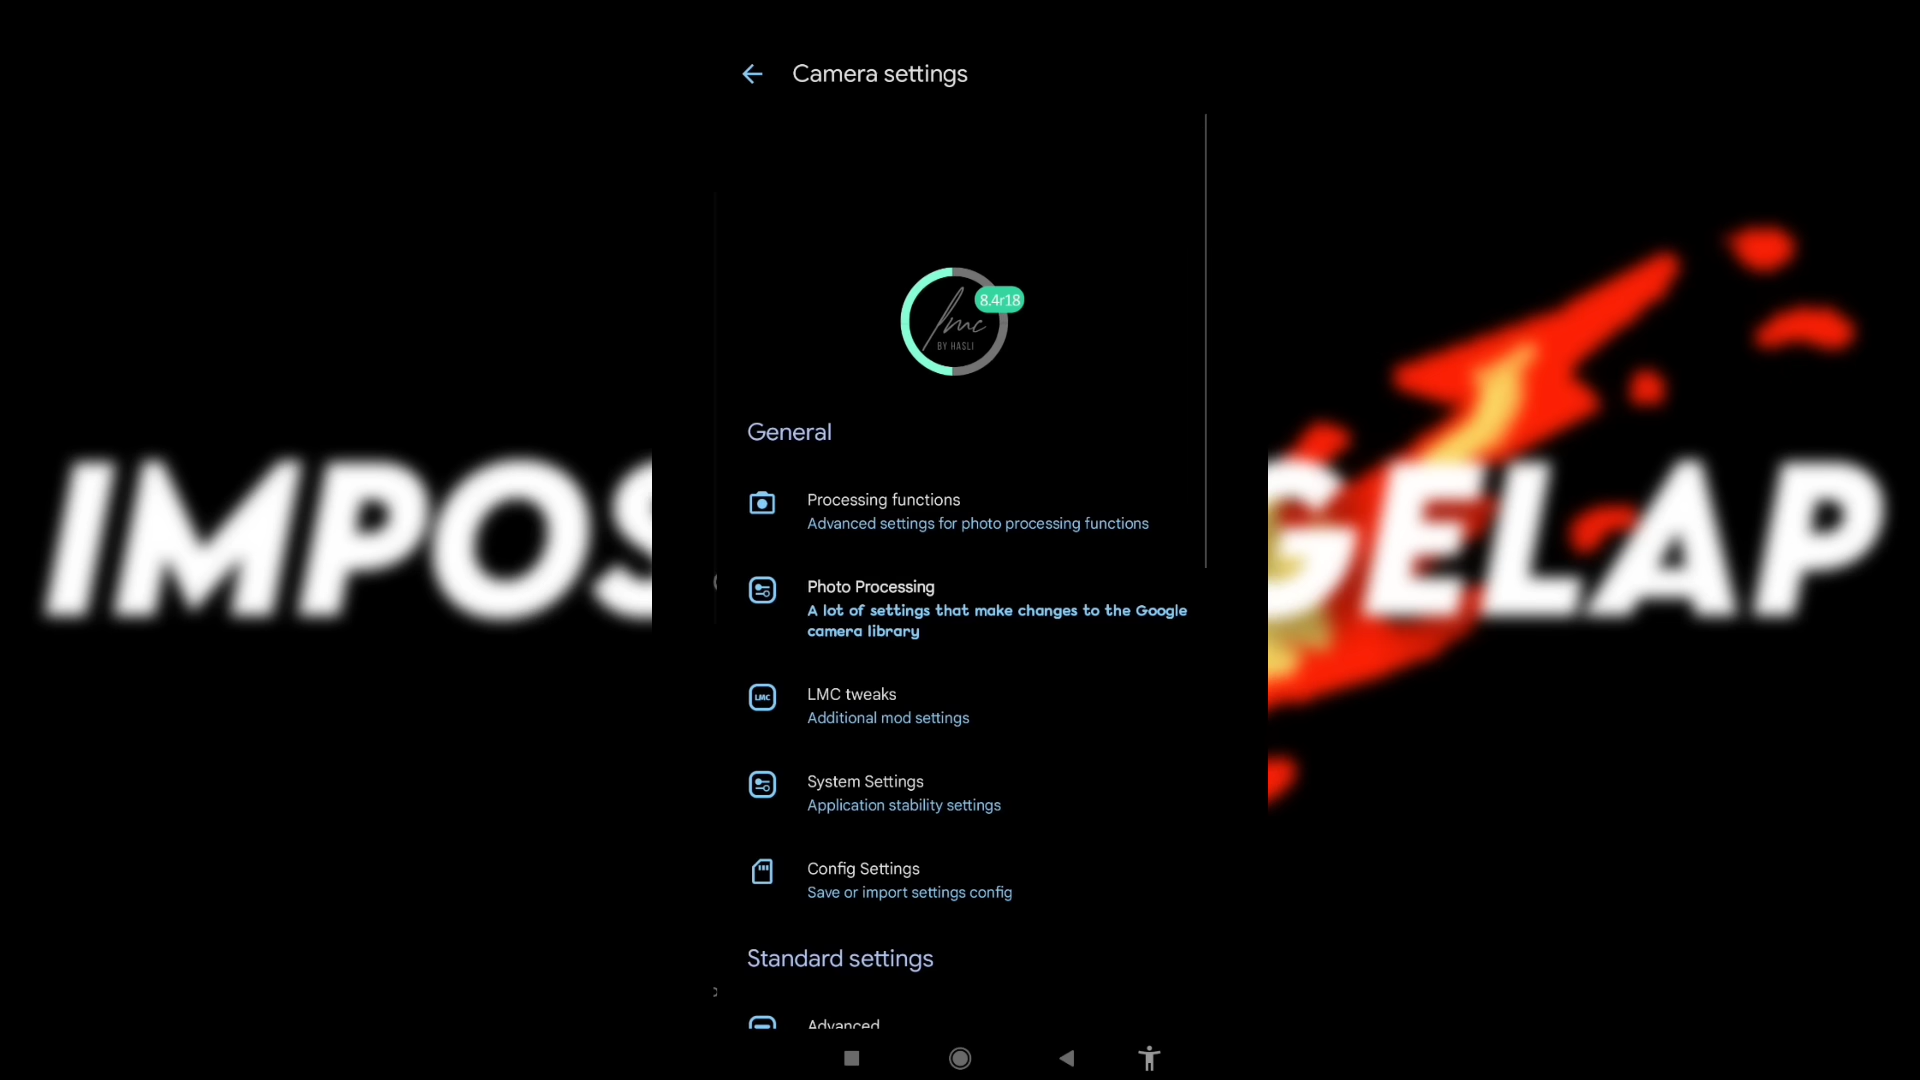 Camera settings
8.4r18
lmc
BY HASLI
General
Processing functions
Advanced settings for photo processing functions
Photo Processing
A lot of settings that make changes to the Google
camera library
LMC
LMC tweaks
Additional mod settings
System Settings
Application stability settings
Config Settings
Save or import settings config
Standard settings
Advanced
IMPOS
GELAP